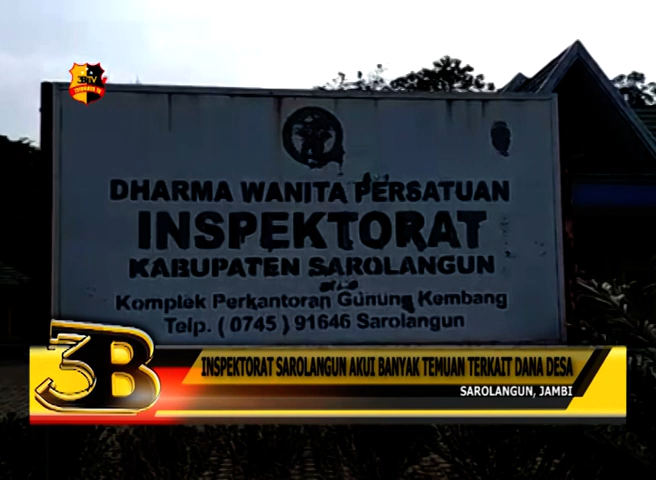 3BTV
DHARMA WANITA PERSATUAN
INSPEKTORAT
KABUPATEN SAROLANGUN
Komplek Perkantoran Gunung Kembang
Telp. ( 0745 ) 91646 Sarolangun
3B
INSPEKTORAT SAROLANGUN AKUI BANYAK TEMUAN TERKAIT DANA DESA
SAROLANGUN, JAMBI